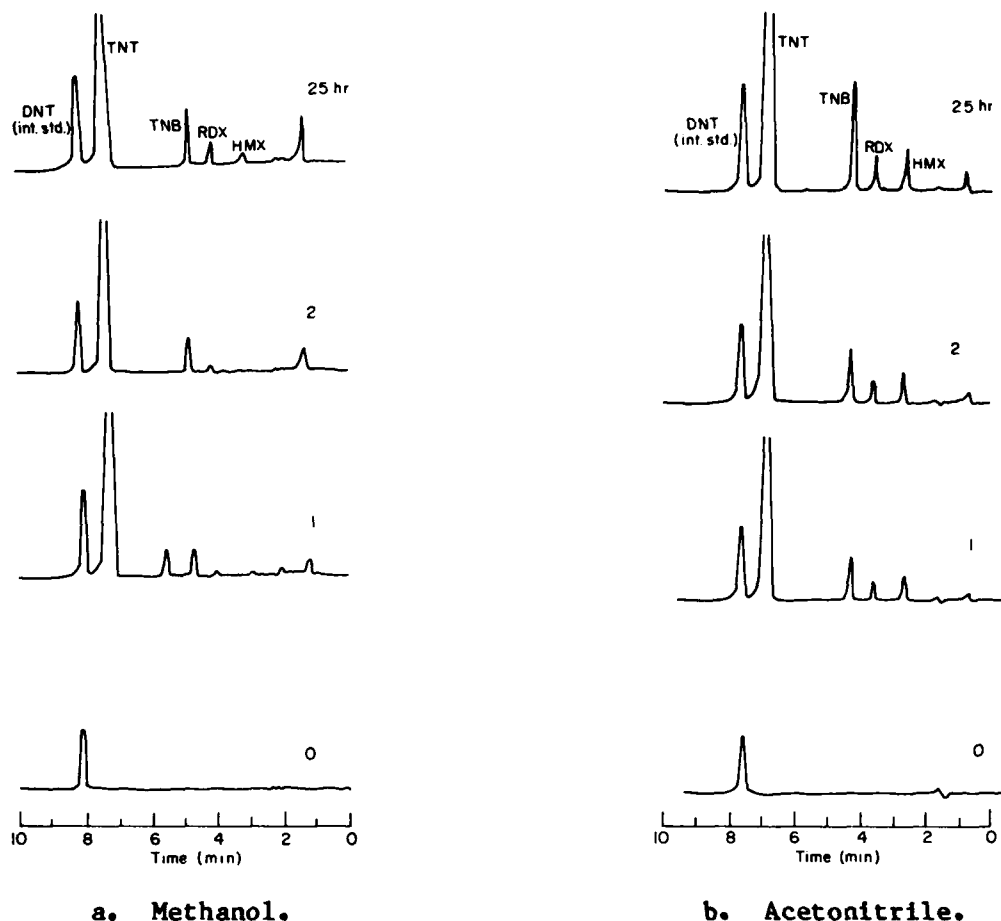 TNT
25 hr
DNT
(int. std.)
TNB
RDX
HMX
2
1
0
10 8 6 4 2 0
Time (min)
a. Methanol.
TNT
25 hr
TNB
DNT
(int. std.)
RDX
HMX
2
1
0
10 8 6 4 2 0
Time (min)
b. Acetonitrile.